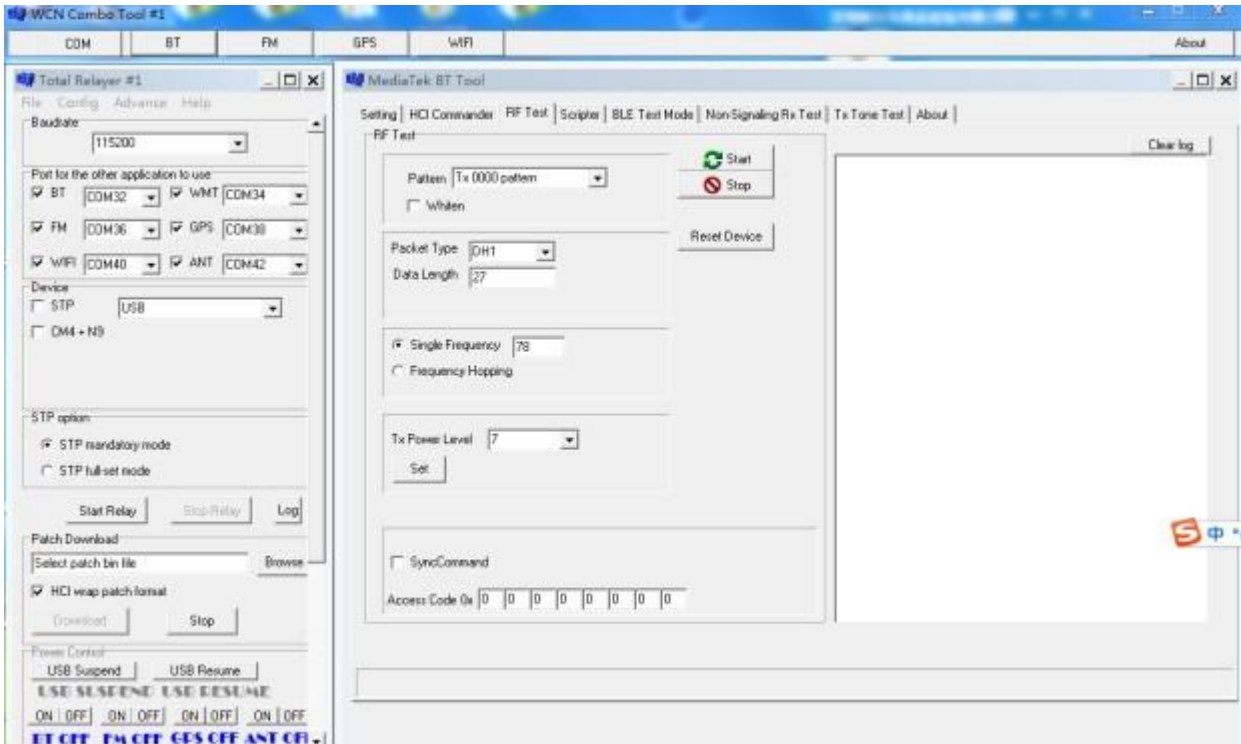 WCN Combo Tool #1
COM BT FM GPS WIFI About
Total Relayer #1
File Config Advance Help
Baudrate
115200
Port for the other application to use
BT COM32 WMT COM34
FM COM36 GPS COM38
WIFI COM40 ANT COM42
Device
STP USB
CM4 + N9
STP option
STP mandatory mode
STP full-set mode
Start Relay Stop Relay Log
Patch Download
Select patch bin file Browse
HCI wrap patch format
Download Stop
Power Control
USB Suspend USB Resume
USB SUSPEND USB RESUME
ON OFF ON OFF ON OFF ON OFF
BT OFF FM OFF GPS OFF ANT OFF
MediaTek BT Tool
Setting HCI Commander RF Test Scripter BLE Test Mode Non-Signaling Rx Test Tx Tone Test About
RF Test
Clear log
Pattern Tx 0000 pattern
Whiten
Start
Stop
Reset Device
Packet Type DH1
Data Length 27
Single Frequency 78
Frequency Hopping
Tx Power Level 7
Set
SyncCommand
Access Code 0x 0 0 0 0 0 0 0 0
S 中